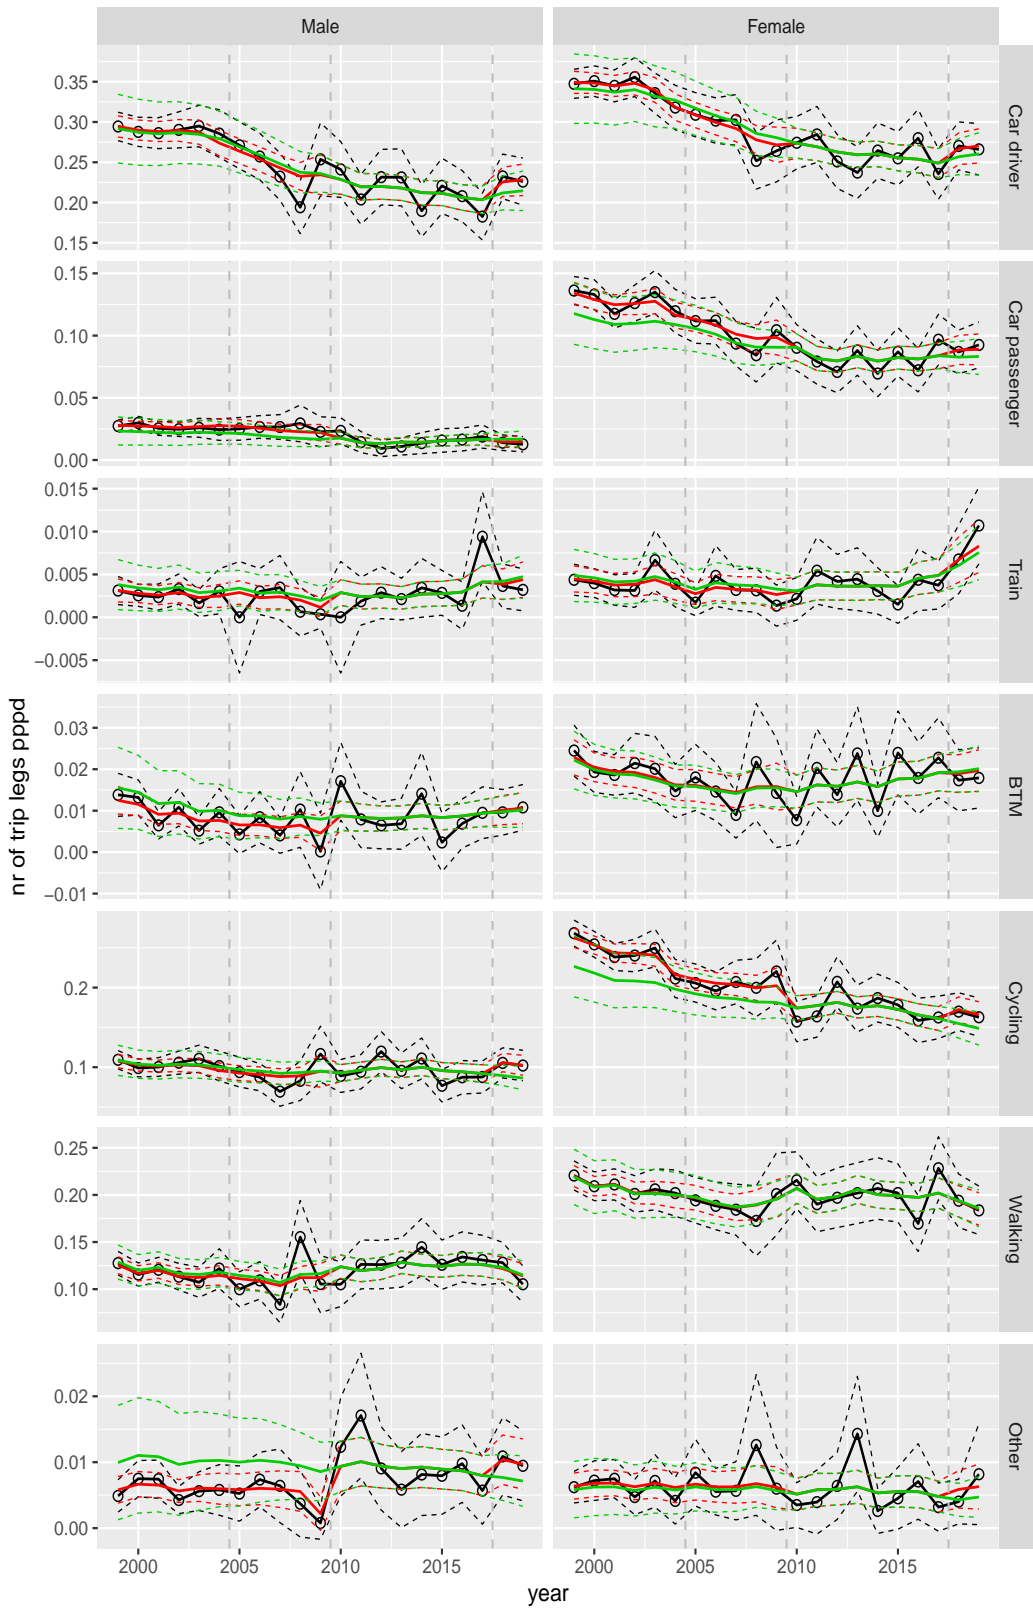 Male Female
0.35
0.30
0.25
0.20
0.15
Car driver
0.15
0.10
0.05
0.00
Car passenger
0.015
0.010
0.005
0.000
−0.005
Train
0.03
0.02
0.01
0.00
−0.01
BTM
0.2
0.1
Cycling
0.25
0.20
0.15
0.10
Walking
0.02
0.01
0.00
Other
nr of trip legs pppd
2000 2005 2010 2015 2000 2005 2010 2015
year